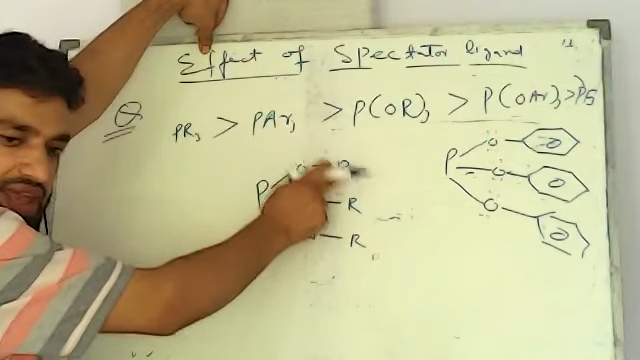 Effect of Spectator ligand
Q PR₃ > PAr₃ > P(OR)₃ > P(OAr)₃ > PF₃
P O R
R
R
P O
O
O